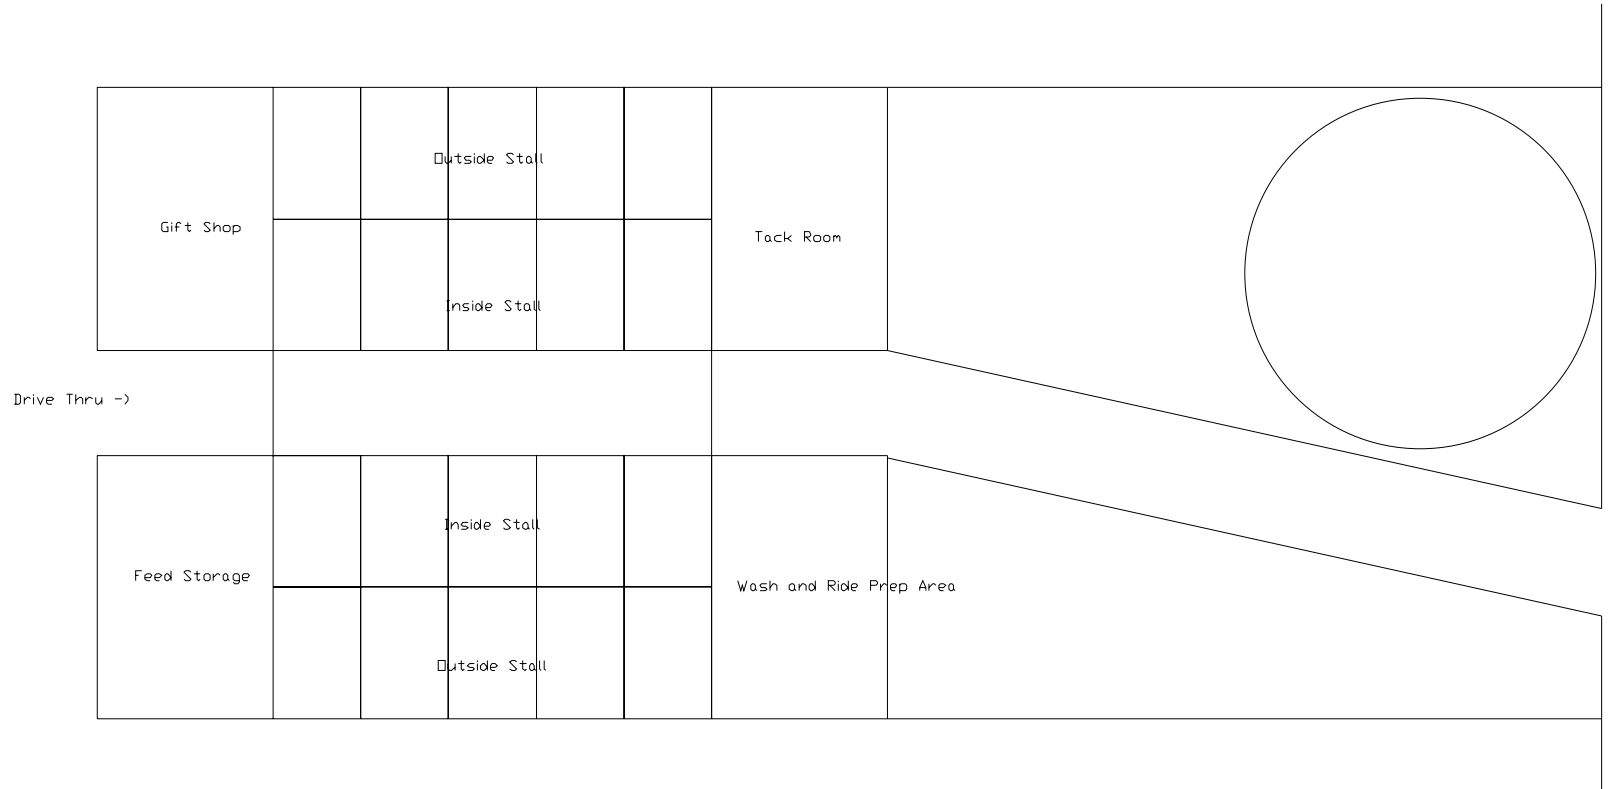 Outside Stall
Gift Shop
Tack Room
Inside Stall
Drive Thru -)
Inside Stall
Feed Storage
Wash and Ride Prep Area
Outside Stall